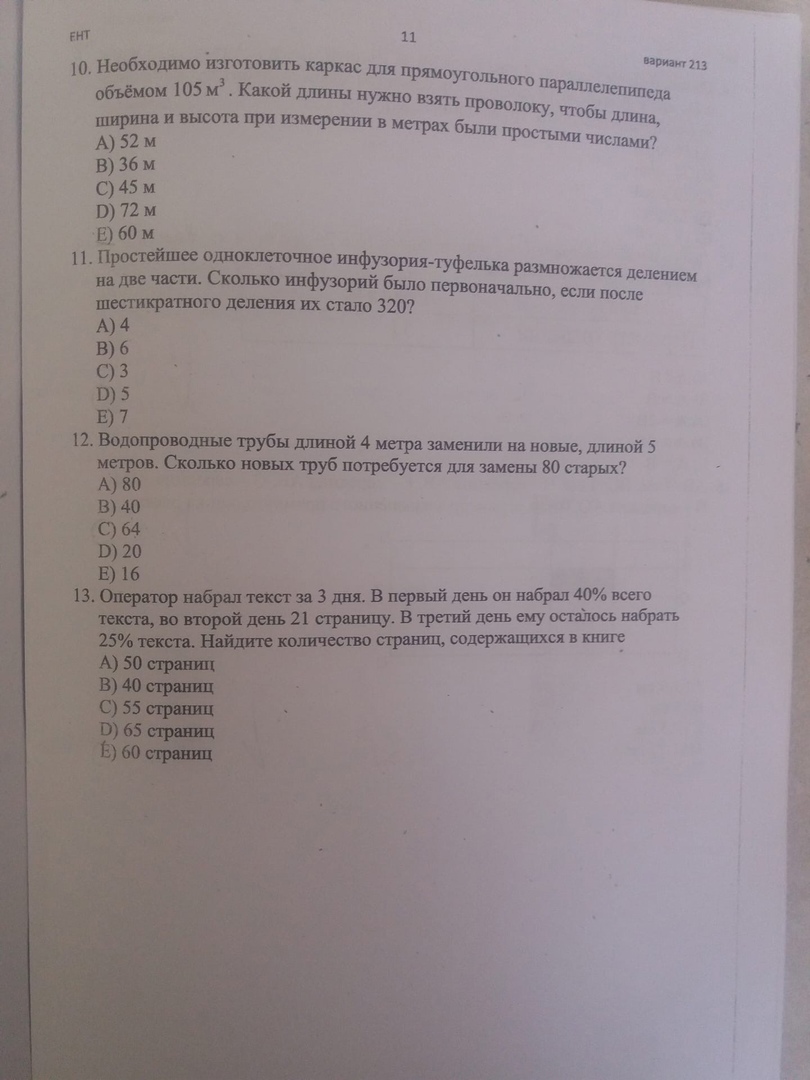 ЕНТ
11
вариант 213
10. Необходимо изготовить каркас для прямоугольного параллелепипеда
объёмом 105 м³ . Какой длины нужно взять проволоку, чтобы длина,
ширина и высота при измерении в метрах были простыми числами?
A) 52 м
B) 36 м
C) 45 м
D) 72 м
E) 60 м
11. Простейшее одноклеточное инфузория-туфелька размножается делением
на две части. Сколько инфузорий было первоначально, если после
шестикратного деления их стало 320?
A) 4
B) 6
C) 3
D) 5
E) 7
12. Водопроводные трубы длиной 4 метра заменили на новые, длиной 5
метров. Сколько новых труб потребуется для замены 80 старых?
A) 80
B) 40
C) 64
D) 20
E) 16
13. Оператор набрал текст за 3 дня. В первый день он набрал 40% всего
текста, во второй день 21 страницу. В третий день ему осталось набрать
25% текста. Найдите количество страниц, содержащихся в книге
A) 50 страниц
B) 40 страниц
C) 55 страниц
D) 65 страниц
E) 60 страниц